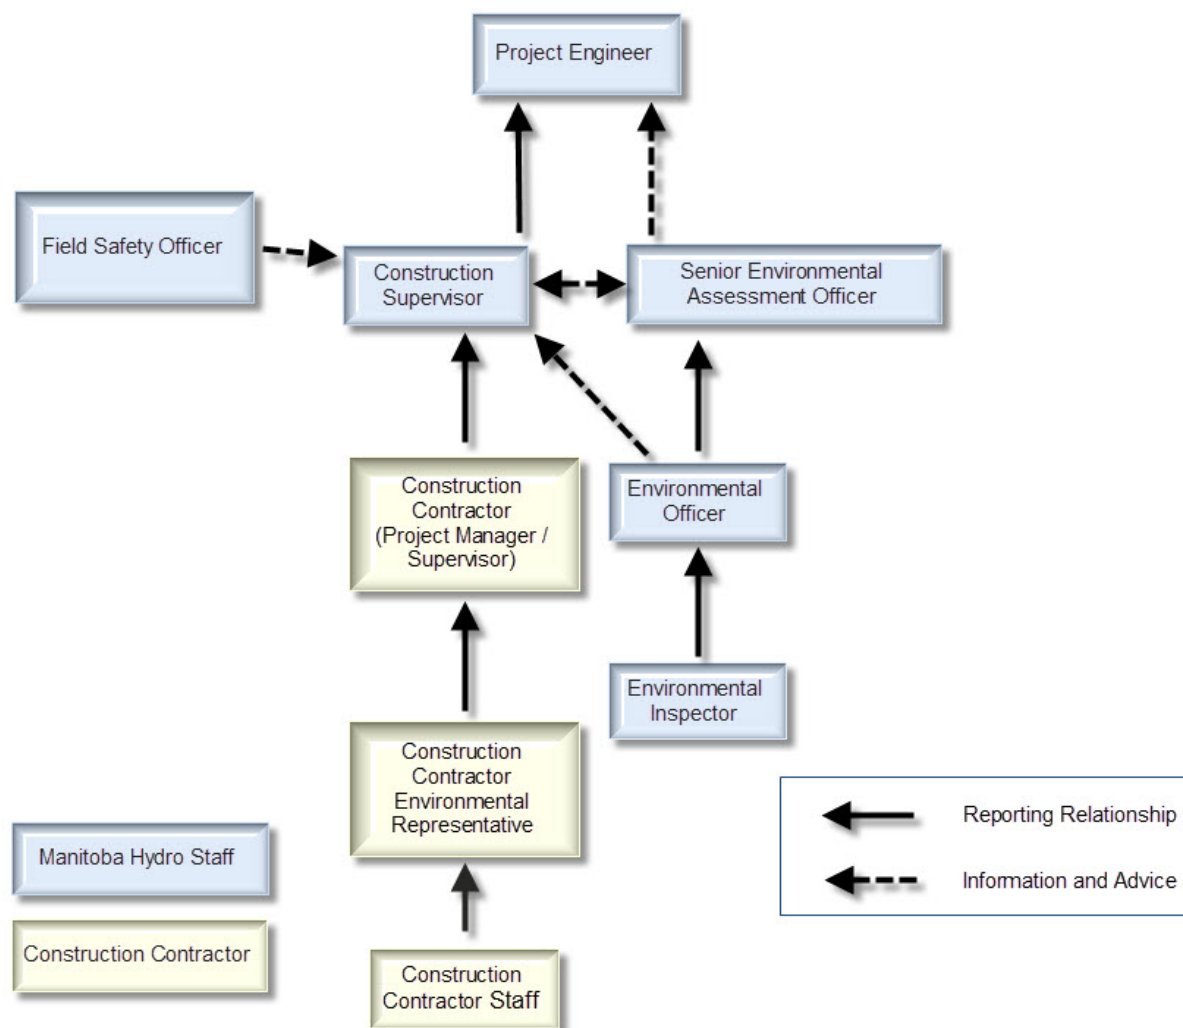 Project Engineer
Field Safety Officer
Construction
Supervisor
Senior Environmental
Assessment Officer
Construction
Contractor
(Project Manager /
Supervisor)
Environmental
Officer
Environmental
Inspector
Construction
Contractor
Environmental
Representative
Construction
Contractor Staff
Manitoba Hydro Staff
Construction Contractor
Reporting Relationship
Information and Advice